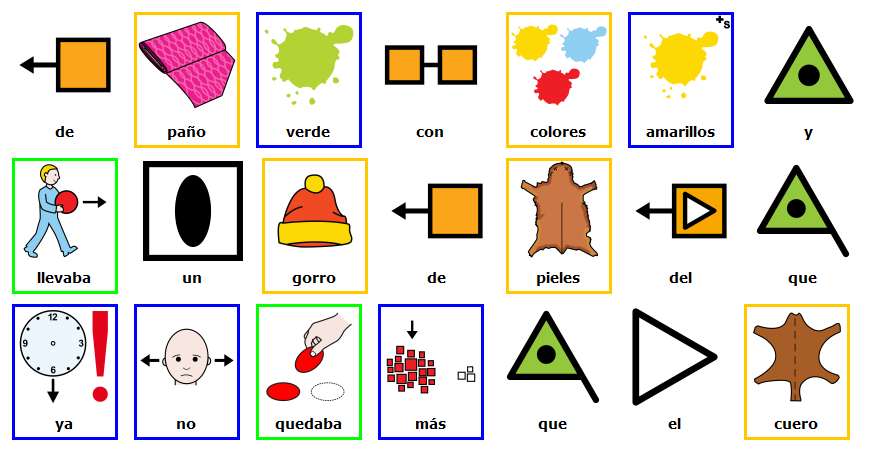 de paño verde con colores amarillos y
llevaba un gorro de pieles del que
ya no quedaba más que el cuero